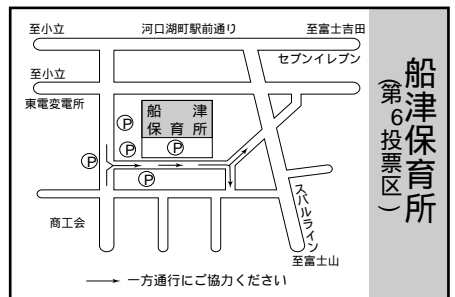 至小立
河口湖町駅前通り
至富士吉田
セブンイレブン
至小立
東電変電所
船津
保育所
P
P
P
P
P
商工会
スバルライン
至富士山
→ 一方通行にご協力ください
船津保育所
(第6投票区)